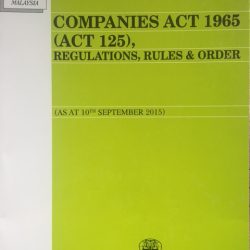 MALAYSIA
COMPANIES ACT 1965
(ACT 125),
REGULATIONS, RULES & ORDER
(AS AT 10TH SEPTEMBER 2015)